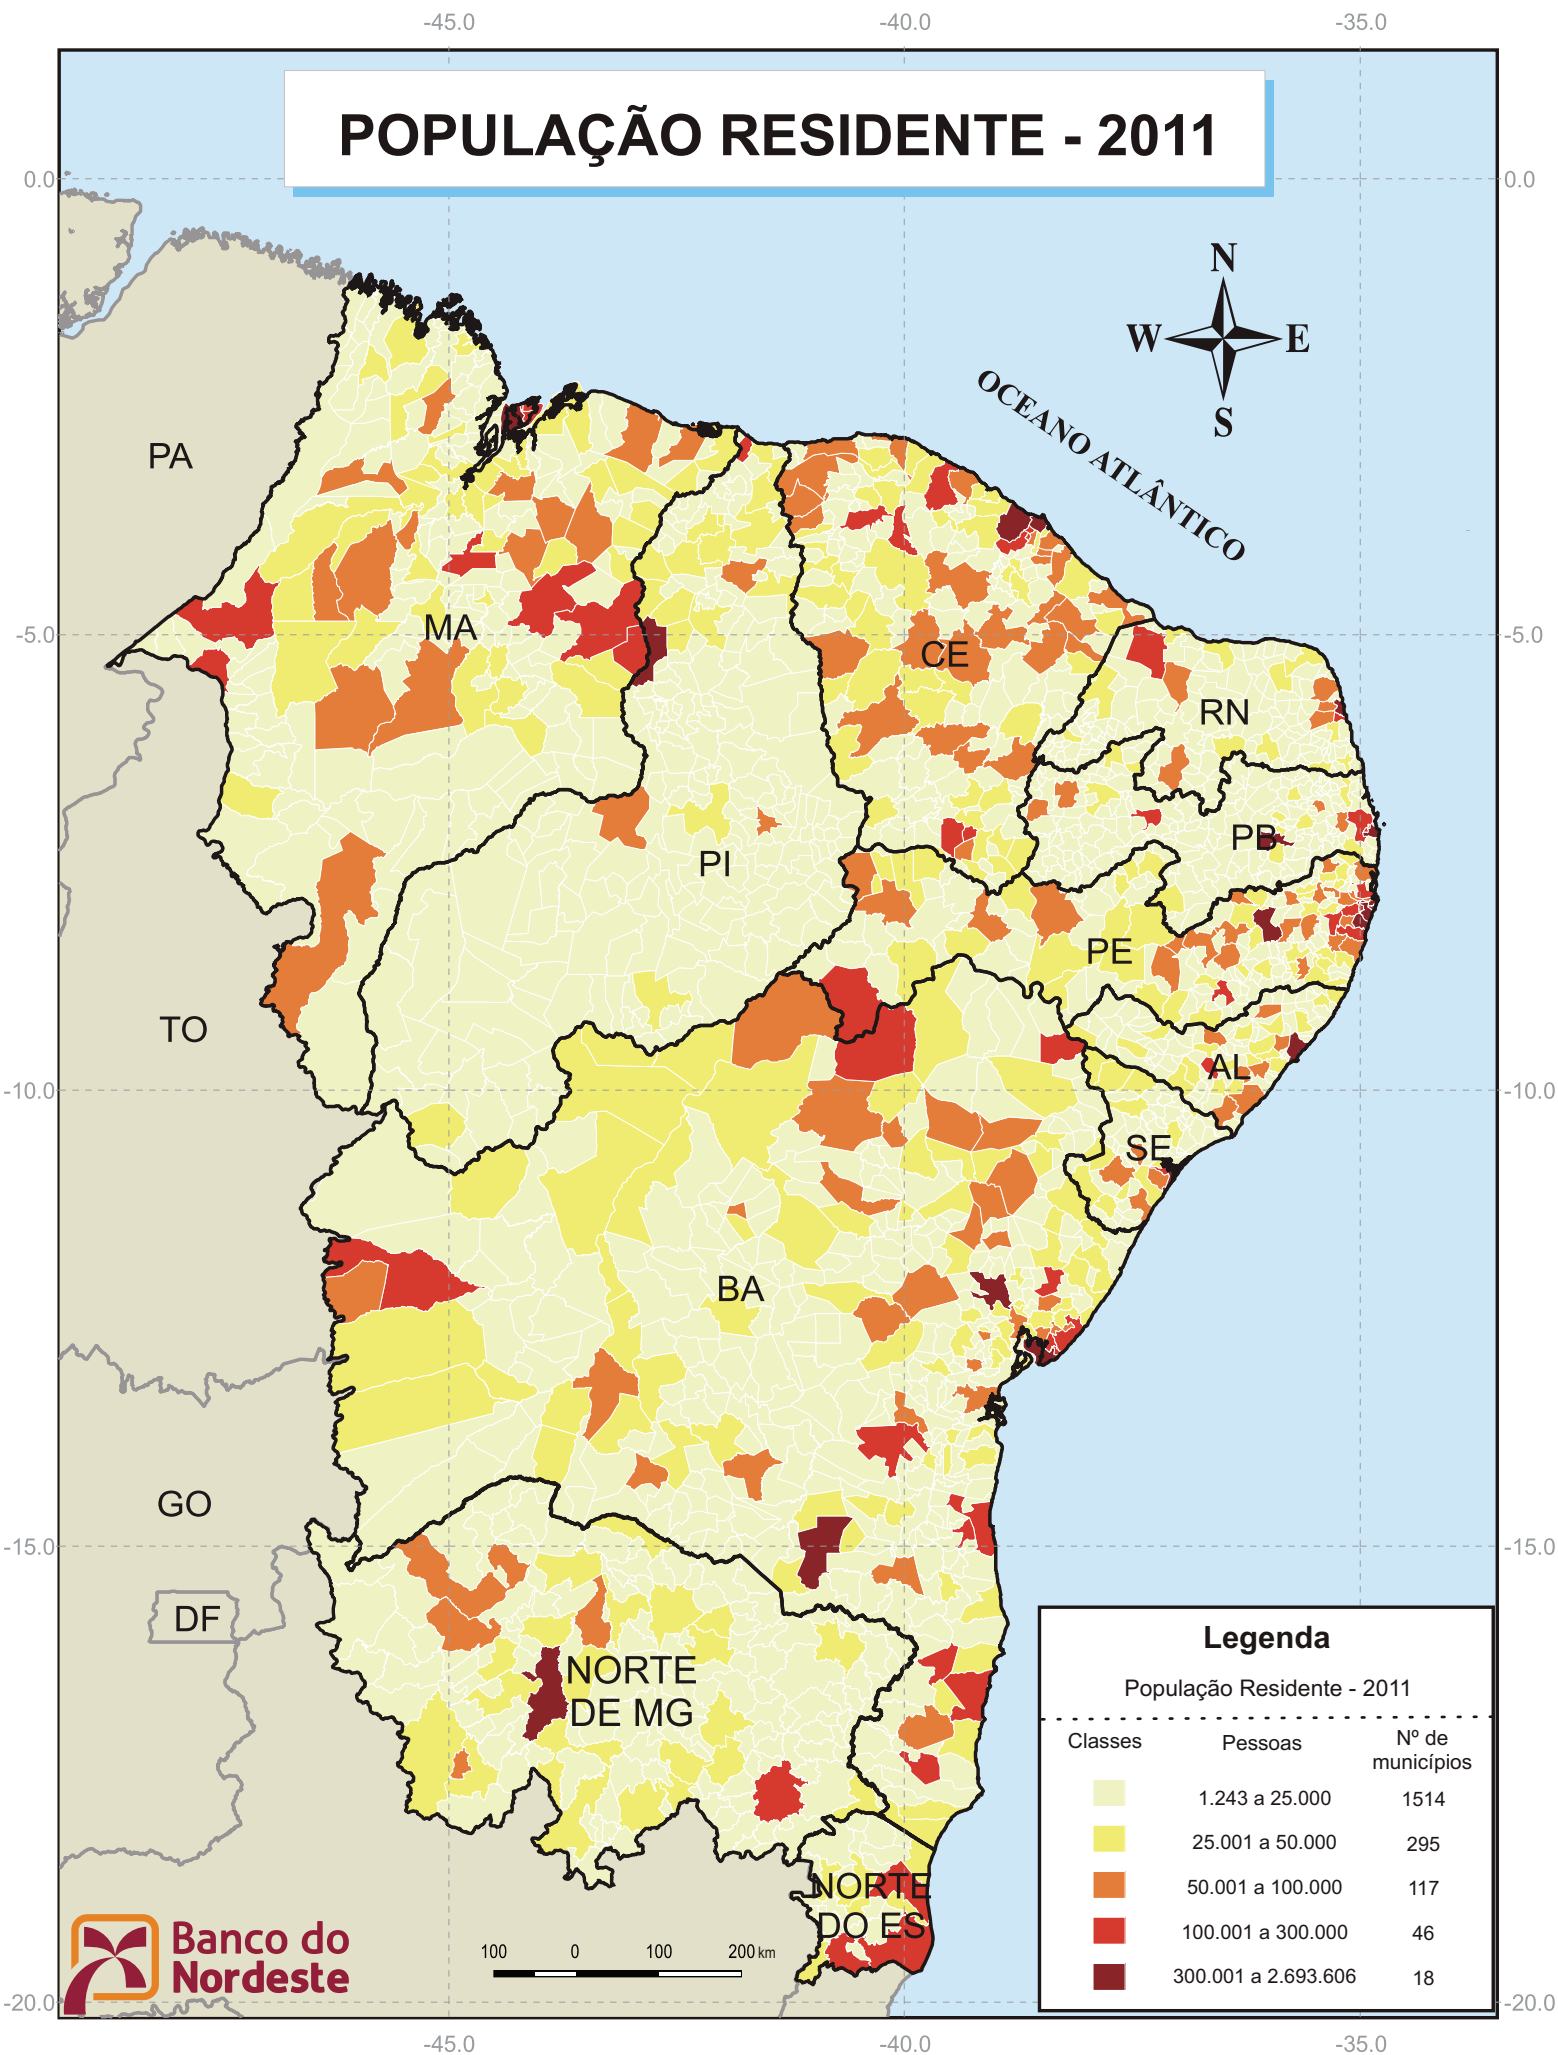 -45.0 -40.0 -35.0
POPULAÇÃO RESIDENTE - 2011
0.0 0.0
N
W E
S
OCEANO ATLÂNTICO
PA
-5.0 -5.0
MA
CE
RN
PB
PI
PE
TO
AL
-10.0 -10.0
SE
BA
GO
-15.0 -15.0
DF
NORTE
DE MG
Legenda
População Residente - 2011
Classes Pessoas Nº de
municípios
1.243 a 25.000 1514
25.001 a 50.000 295
50.001 a 100.000 117
100.001 a 300.000 46
300.001 a 2.693.606 18
NORTE
DO ES
Banco do
Nordeste
100 0 100 200 km
-20.0 -20.0
-45.0 -40.0 -35.0